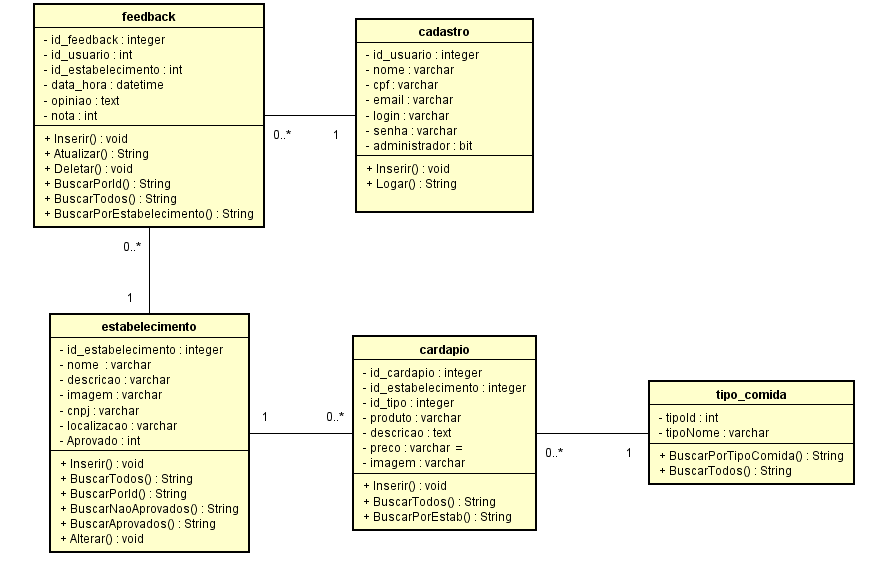 feedback
- id_feedback : integer
- id_usuario : int
- id_estabelecimento : int
- data_hora : datetime
- opiniao : text
- nota : int
+ Inserir() : void
+ Atualizar() : String
+ Deletar() : void
+ BuscarPorId() : String
+ BuscarTodos() : String
+ BuscarPorEstabelecimento() : String
cadastro
- id_usuario : integer
- nome : varchar
- cpf : varchar
- email : varchar
- login : varchar
- senha : varchar
- administrador : bit
+ Inserir() : void
+ Logar() : String
0..*
1
0..*
1
estabelecimento
- id_estabelecimento : integer
- nome : varchar
- descricao : varchar
- imagem : varchar
- cnpj : varchar
- localizacao : varchar
- Aprovado : int
+ Inserir() : void
+ BuscarTodos() : String
+ BuscarPorId() : String
+ BuscarNaoAprovados() : String
+ BuscarAprovados() : String
+ Alterar() : void
1
0..*
cardapio
- id_cardapio : integer
- id_estabelecimento : integer
- id_tipo : integer
- produto : varchar
- descricao : text
- preco : varchar =
- imagem : varchar
+ Inserir() : void
+ BuscarTodos() : String
+ BuscarPorEstab() : String
0..*
1
tipo_comida
- tipoId : int
- tipoNome : varchar
+ BuscarPorTipoComida() : String
+ BuscarTodos() : String